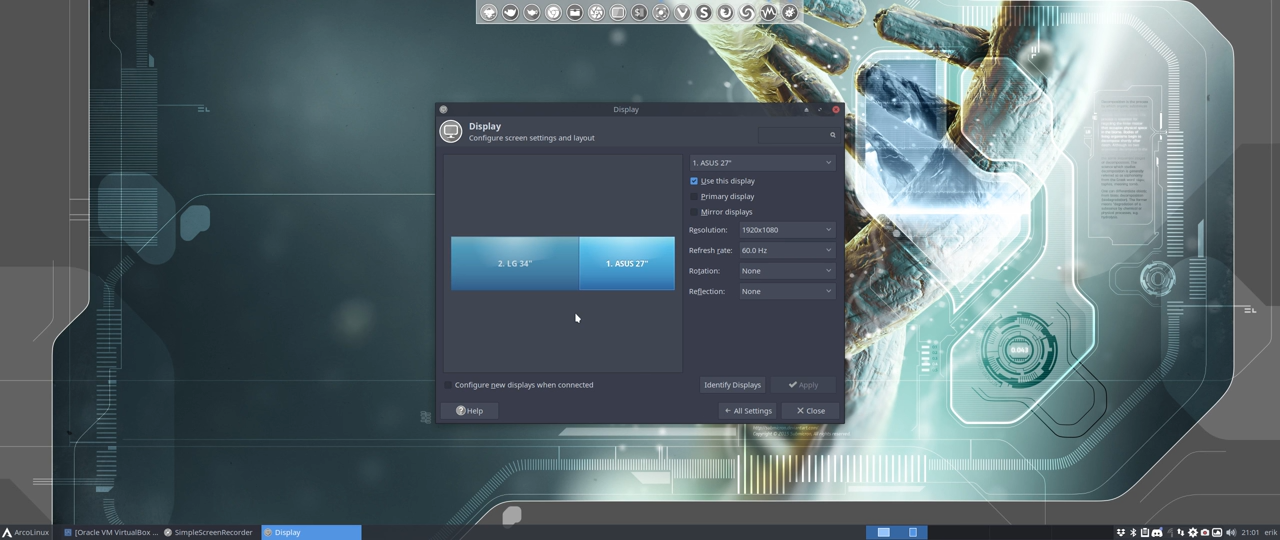 Display
Display
Configure screen settings and layout
1. ASUS 27"
Use this display
Primary display
Mirror displays
Resolution: 1920x1080
Refresh rate: 60.0 Hz
Rotation: None
Reflection: None
2. LG 34"
1. ASUS 27"
Configure new displays when connected
Identify Displays
Apply
Help
All Settings
Close
0.043
ArcoLinux
[Oracle VM VirtualBox ...
SimpleScreenRecorder
Display
21:01
erik